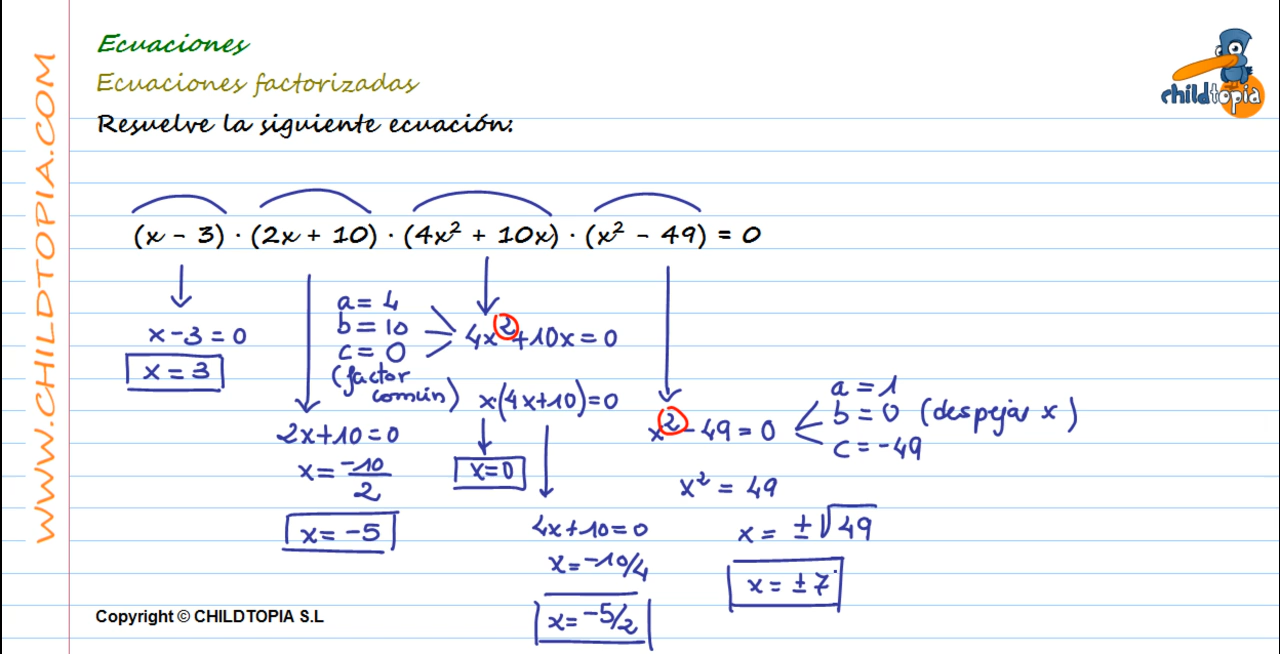 Ecuaciones
Ecuaciones factorizadas
Resuelve la siguiente ecuación:
childtopia
WWW.CHILDTOPIA.COM
(x - 3) · (2x + 10) · (4x² + 10x) · (x² - 49) = 0
x-3=0
x=3
2x+10=0
x=-10/2
x=-5
a=4
b=10
c=0
(factor
común)
4x²+10x=0
x(4x+10)=0
x=0
4x+10=0
x=-10/4
x=-5/2
x²-49=0
a=1
b=0 (despejar x)
c=-49
x²=49
x=±√49
x=±7
Copyright © CHILDTOPIA S.L